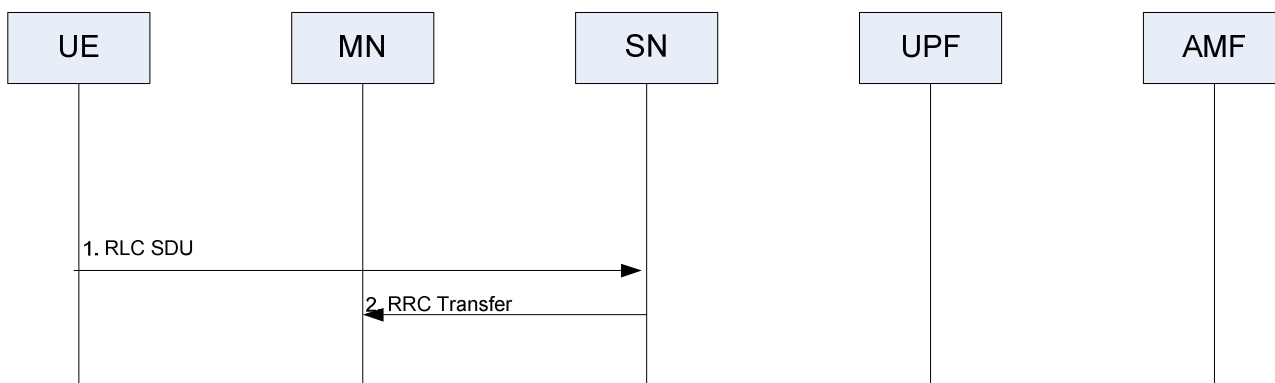 UE
MN
SN
UPF
AMF
1. RLC SDU
2. RRC Transfer